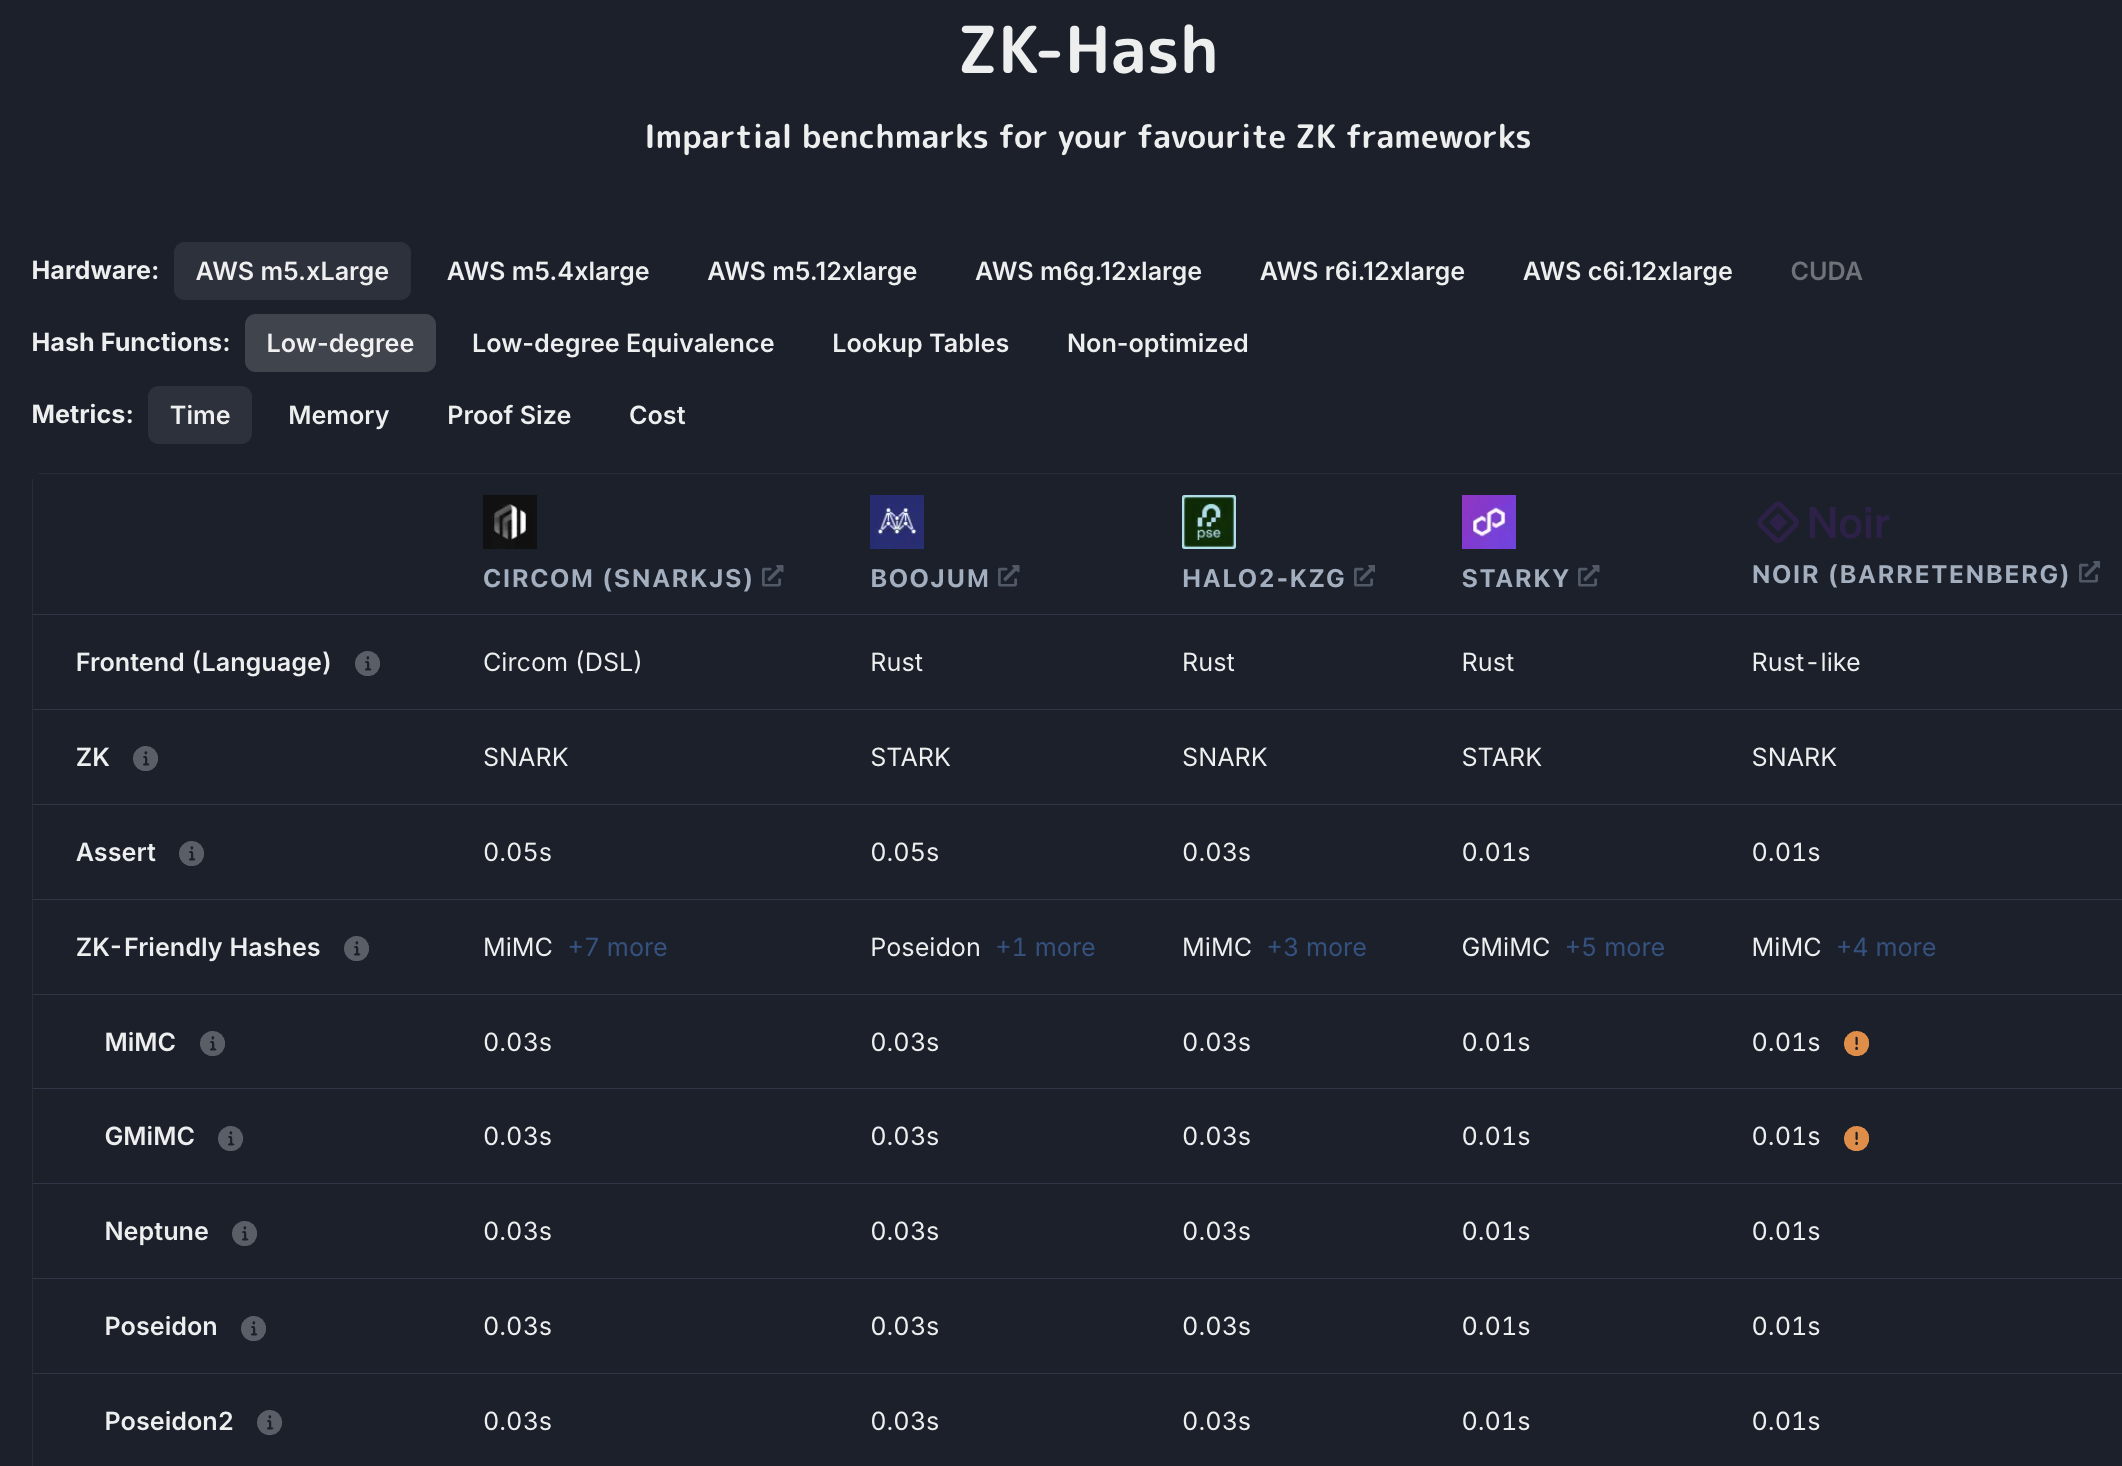 ZK-Hash
Impartial benchmarks for your favourite ZK frameworks
Hardware: AWS m5.xLarge AWS m5.4xlarge AWS m5.12xlarge AWS m6g.12xlarge AWS r6i.12xlarge AWS c6i.12xlarge CUDA
Hash Functions: Low-degree Low-degree Equivalence Lookup Tables Non-optimized
Metrics: Time Memory Proof Size Cost
pse Noir
CIRCOM (SNARKJS) BOOJUM HALO2-KZG STARKY NOIR (BARRETENBERG)
Frontend (Language) Circom (DSL) Rust Rust Rust Rust-like
ZK SNARK STARK SNARK STARK SNARK
Assert 0.05s 0.05s 0.03s 0.01s 0.01s
ZK-Friendly Hashes MiMC +7 more Poseidon +1 more MiMC +3 more GMiMC +5 more MiMC +4 more
MiMC 0.03s 0.03s 0.03s 0.01s 0.01s
GMiMC 0.03s 0.03s 0.03s 0.01s 0.01s
Neptune 0.03s 0.03s 0.03s 0.01s 0.01s
Poseidon 0.03s 0.03s 0.03s 0.01s 0.01s
Poseidon2 0.03s 0.03s 0.03s 0.01s 0.01s